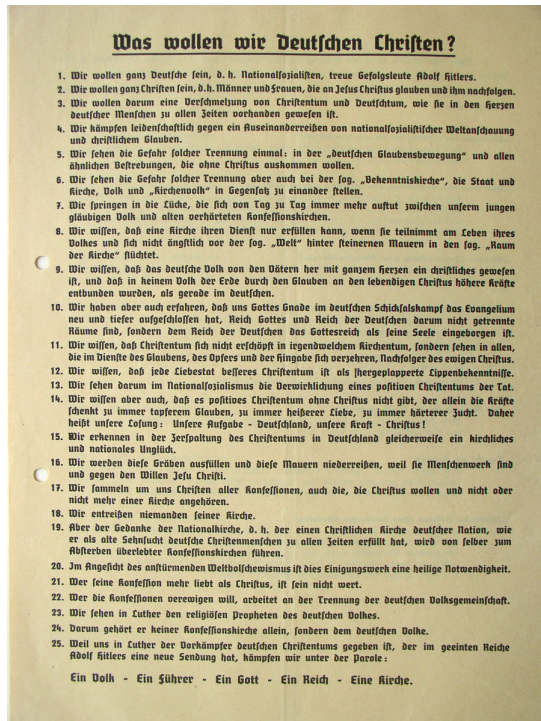 Was wollen wir Deutschen Christen?
1. Wir wollen ganz Deutsche sein, d. h. Nationalsozialisten, treue Gefolgsleute Adolf Hitlers.
2. Wir wollen ganz Christen sein, d.h. Männer und Frauen, die an Jesus Christus glauben und ihm nachfolgen.
3. Wir wollen darum eine Verschmelzung von Christentum und Deutschtum, wie sie in den Herzen
deutscher Menschen zu allen Zeiten vorhanden gewesen ist.
4. Wir kämpfen leidenschaftlich gegen ein Auseinanderreißen von nationalsozialistischer Weltanschauung
und christlichem Glauben.
5. Wir sehen die Gefahr solcher Trennung einmal: in der „deutschen Glaubensbewegung“ und allen
ähnlichen Bestrebungen, die ohne Christus auskommen wollen.
6. Wir sehen die Gefahr solcher Trennung aber auch bei der sog. „Bekenntniskirche“, die Staat und
Kirche, Volk und „Kirchenvolk“ in Gegensatz zu einander stellen.
7. Wir springen in die Lücke, die sich von Tag zu Tag immer mehr auftut zwischen unserm jungen
gläubigen Volk und alten verhärteten Konfessionskirchen.
8. Wir wissen, daß eine Kirche ihren Dienst nur erfüllen kann, wenn sie teilnimmt am Leben ihres
Volkes und sich nicht ängstlich vor der sog. „Welt“ hinter steinernen Mauern in den sog. „Raum
der Kirche“ flüchtet.
9. Wir wissen, daß das deutsche Volk von den Vätern her mit ganzem Herzen ein christliches gewesen
ist, und daß in keinem Volk der Erde durch den Glauben an den lebendigen Christus höhere Kräfte
entbunden wurden, als gerade im deutschen.
10. Wir haben aber auch erfahren, daß uns Gottes Gnade im deutschen Schicksalskampf das Evangelium
neu und tiefer aufgeschlossen hat, Reich Gottes und Reich der Deutschen darum nicht getrennte
Räume sind, sondern dem Reich der Deutschen das Gottesreich als seine Seele eingeboren ist.
11. Wir wissen, daß Christentum sich nicht erschöpft in irgendwelchem Kirchentum, sondern sehen in allen,
die im Dienste des Glaubens, des Opfers und der Hingabe sich verzehren, Nachfolger des ewigen Christus.
12. Wir wissen, daß jede Liebestat besseres Christentum ist als hergeplapperte Lippenbekenntnisse.
13. Wir sehen darum im Nationalsozialismus die Verwirklichung eines positiven Christentums der Tat.
14. Wir wissen aber auch, daß es positives Christentum ohne Christus nicht gibt, der allein die Kräfte
schenkt zu immer tapferem Glauben, zu immer heißerer Liebe, zu immer härterer Zucht. Daher
heißt unsere Losung: Unsere Aufgabe - Deutschland, unsere Kraft - Christus!
15. Wir erkennen in der Zerspaltung des Christentums in Deutschland gleicherweise ein kirchliches
und nationales Unglück.
16. Wir werden diese Gräben ausfüllen und diese Mauern niederreißen, weil sie Menschenwerk sind
und gegen den Willen Jesu Christi.
17. Wir sammeln um uns Christen aller Konfessionen, auch die, die Christus wollen und nicht oder
nicht mehr einer Kirche angehören.
18. Wir entreißen niemanden seiner Kirche.
19. Aber der Gedanke der Nationalkirche, d. h. der einen Christlichen Kirche deutscher Nation, wie
er als alte Sehnsucht deutsche Christenmenschen zu allen Zeiten erfüllt hat, wird von selber zum
Absterben überlebter Konfessionskirchen führen.
20. Im Angesicht des anstürmenden Weltbolschewismus ist dies Einigungswerk eine heilige Notwendigkeit.
21. Wer seine Konfession mehr liebt als Christus, ist sein nicht wert.
22. Wer die Konfessionen verewigen will, arbeitet an der Trennung der deutschen Volksgemeinschaft.
23. Wir sehen in Luther den religiösen Propheten des deutschen Volkes.
24. Darum gehört er keiner Konfessionskirche allein, sondern dem deutschen Volke.
25. Weil uns in Luther der Vorkämpfer deutschen Christentums gegeben ist, der im geeinten Reiche
Adolf Hitlers eine neue Sendung hat, kämpfen wir unter der Parole:
Ein Volk - Ein Führer - Ein Gott - Ein Reich - Eine Kirche.